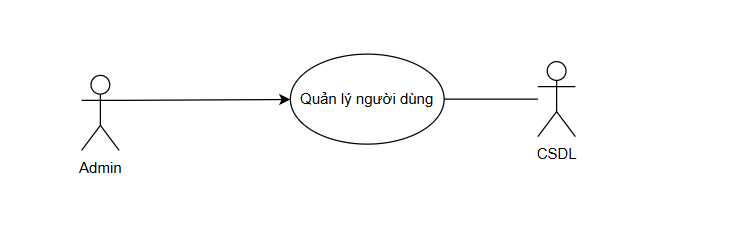 Quản lý người dùng
Admin
CSDL